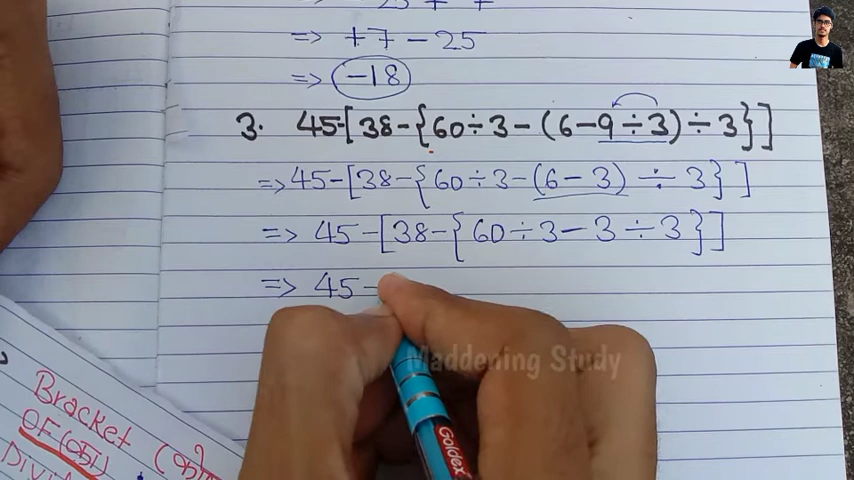 => +7 - 25
=> -18
3. 45-[38-{60÷3-(6-9÷3)÷3}]
=> 45-[38-{60÷3-(6-3)÷3}]
=> 45-[38-{60÷3-3÷3}]
=> 45-
Maddening Study
Goldex
Bracket
OF